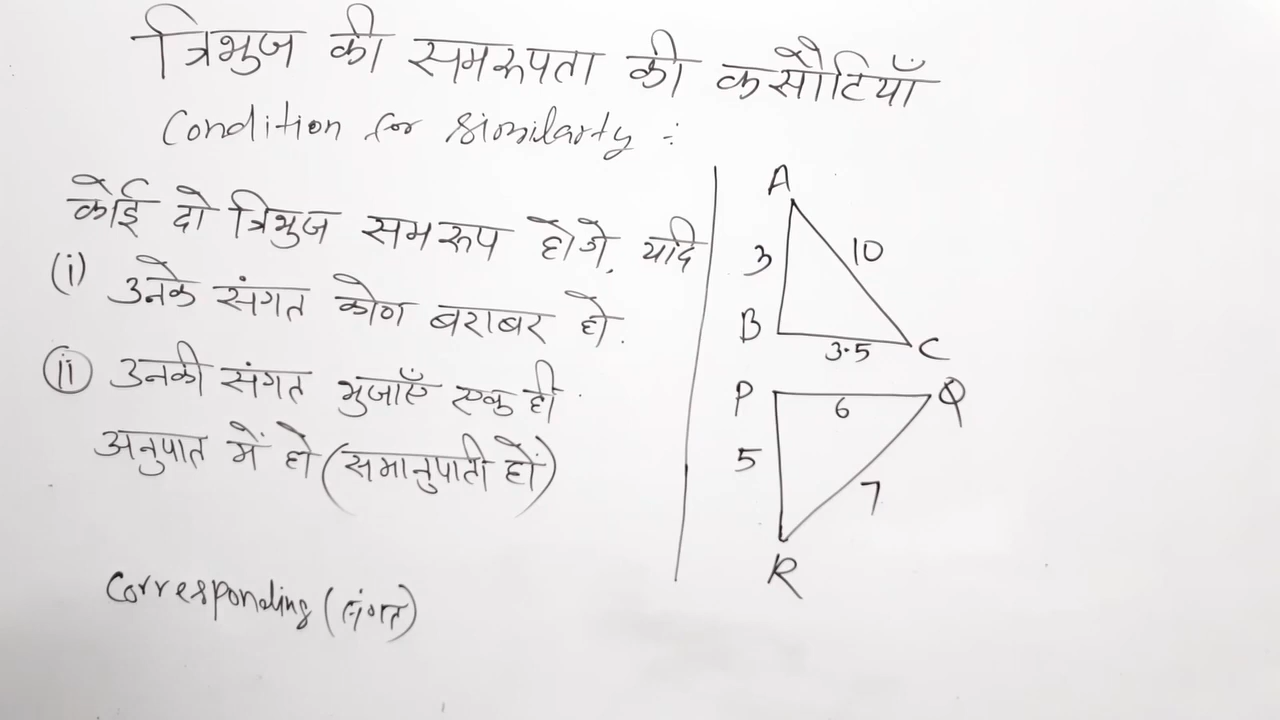 त्रिभुज की समरूपता की कसौटियाँ
Condition for similarty :
कोई दो त्रिभुज समरूप होंगे, यदि
(i) उनके संगत कोण बराबर हो.
(ii) उनकी संगत भुजाएँ एक ही
अनुपात में हो (समानुपाती हों)
Corresponding (संगत)
A
3
10
B
3.5
C
P
6
Q
5
7
R